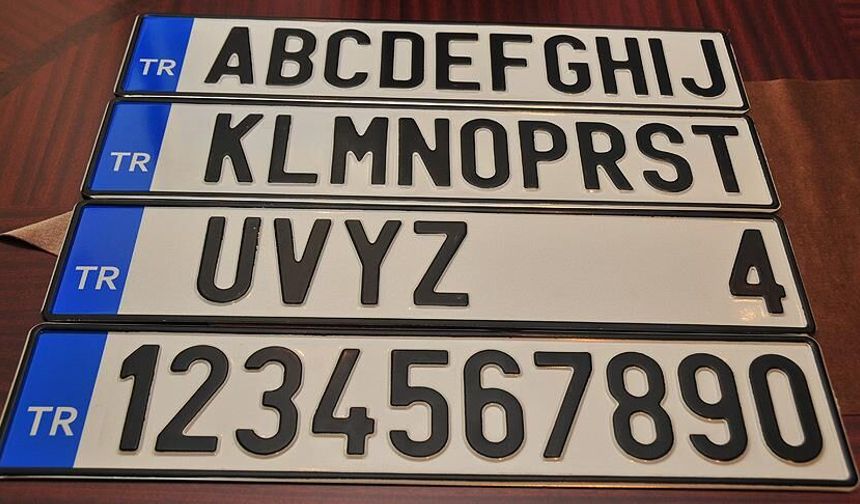 TR ABCDEFGHIJ
TR KLMNOPRST
TR UVYZ 4
TR 1234567890